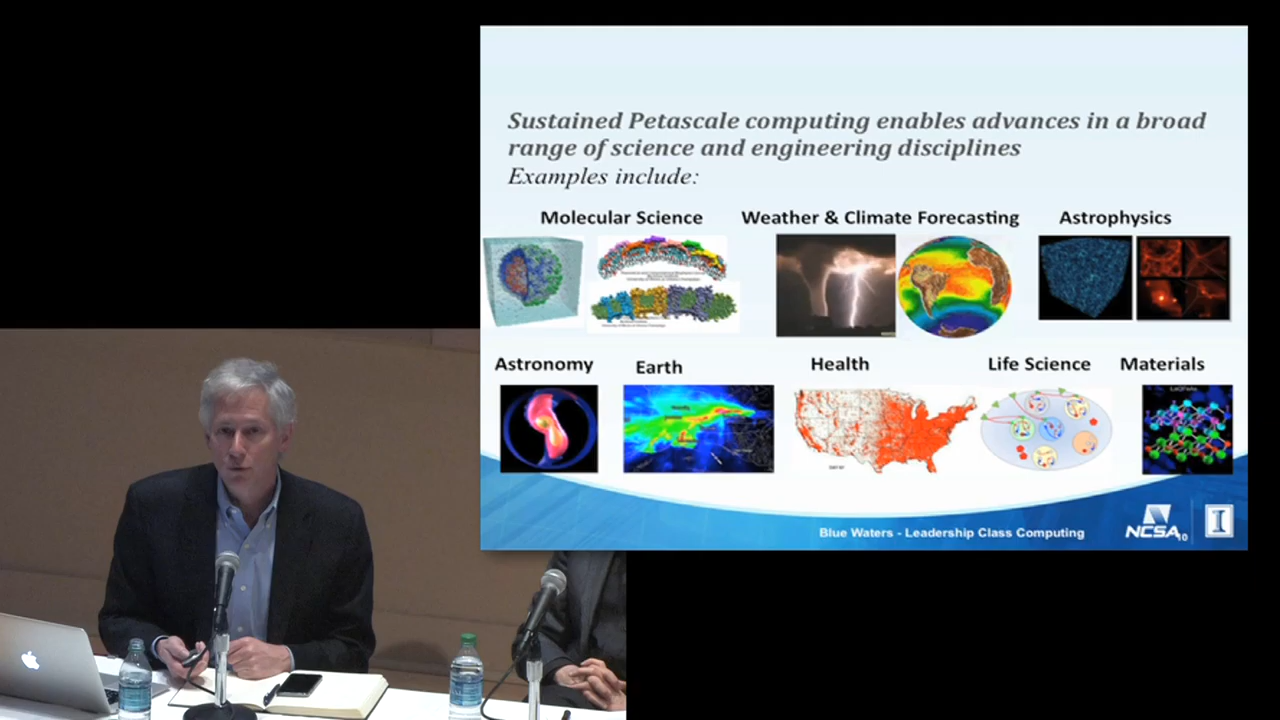 Sustained Petascale computing enables advances in a broad
range of science and engineering disciplines
Examples include:
Molecular Science
Weather & Climate Forecasting
Astrophysics
Astronomy
Earth
Health
Life Science
Materials
Blue Waters - Leadership Class Computing
NCSA
10
I